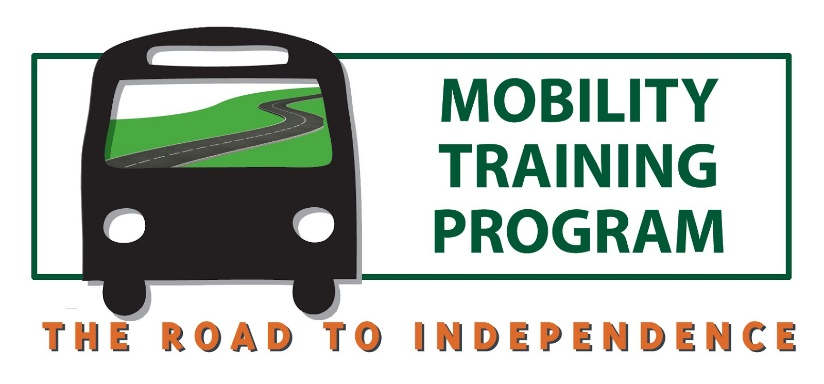 MOBILITY
TRAINING
PROGRAM
THE ROAD TO INDEPENDENCE